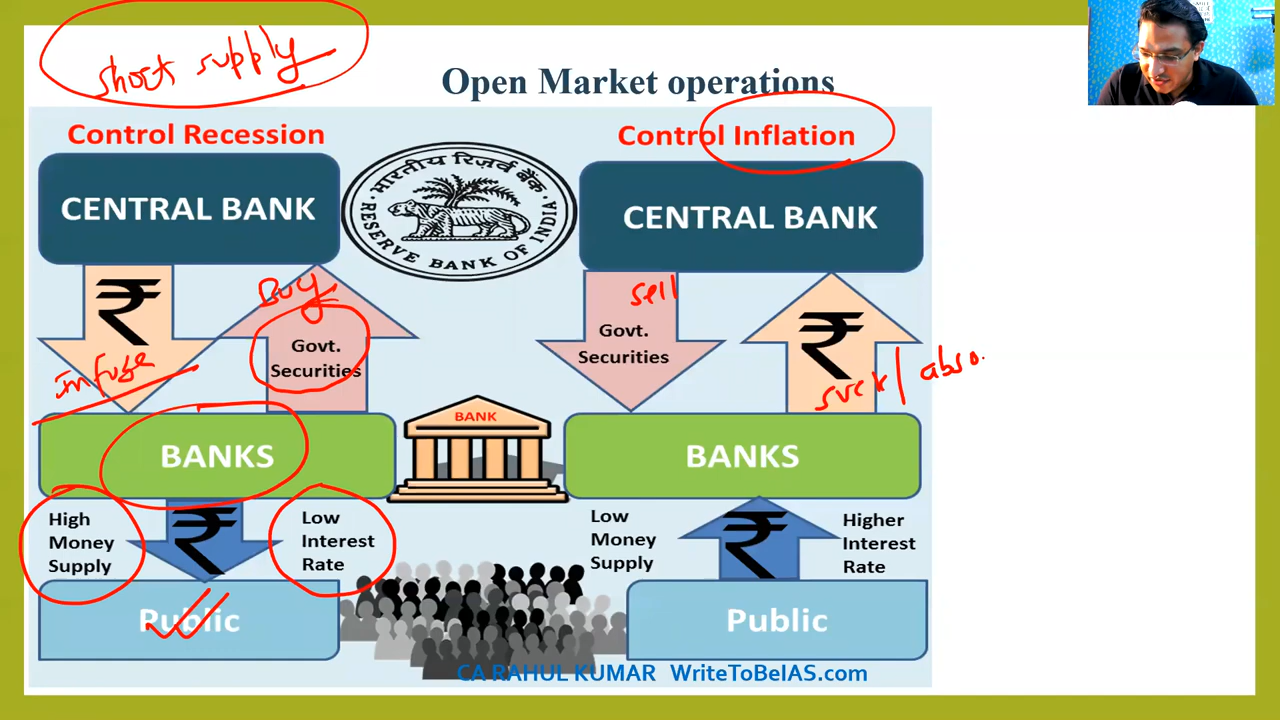 short supply
Open Market operations
Control Recession
CENTRAL BANK
₹
Buy
Govt.
Securities
infuse
BANKS
High
Money
Supply
₹
Low
Interest
Rate
Public
भारतीय रिज़र्व बैंक
RESERVE BANK OF INDIA
BANK
Control Inflation
CENTRAL BANK
sell
Govt.
Securities
₹
BANKS
Low
Money
Supply
₹
Higher
Interest
Rate
Public
CA RAHUL KUMAR WriteToBeIAS.com